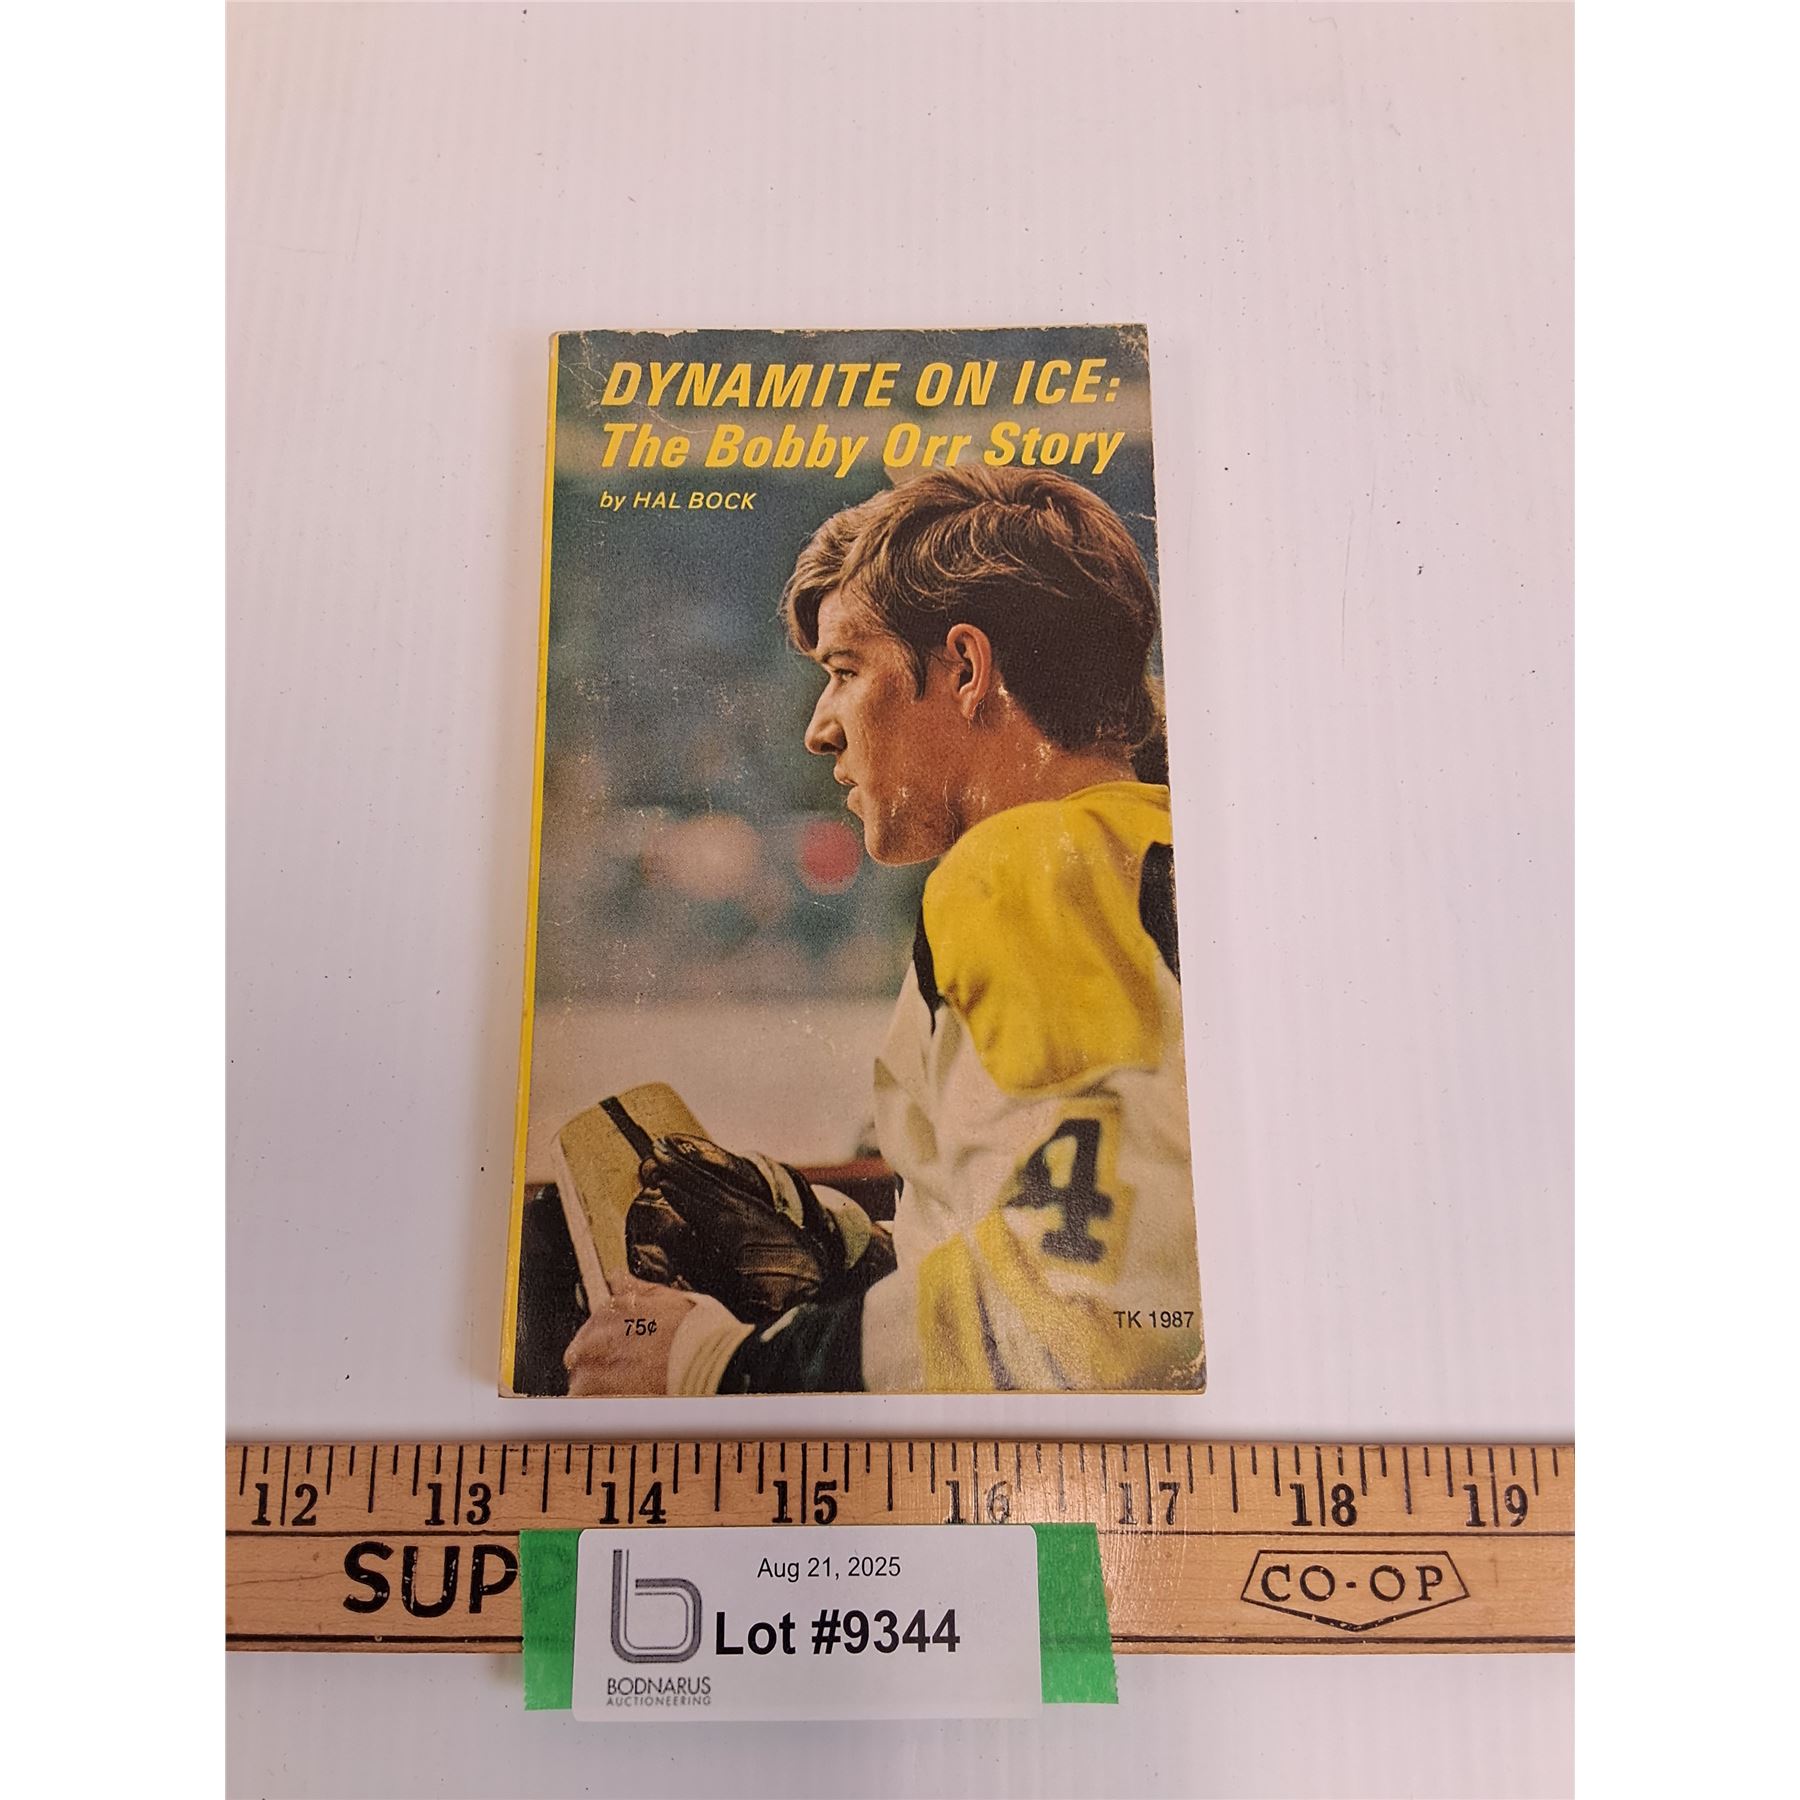 DYNAMITE ON ICE:
The Bobby Orr Story
by HAL BOCK
4
75¢
TK 1987
12 13 14 15 16 17 18 19
SUP
CO-OP
Aug 21, 2025
Lot #9344
BODNARUS
AUCTIONEERING